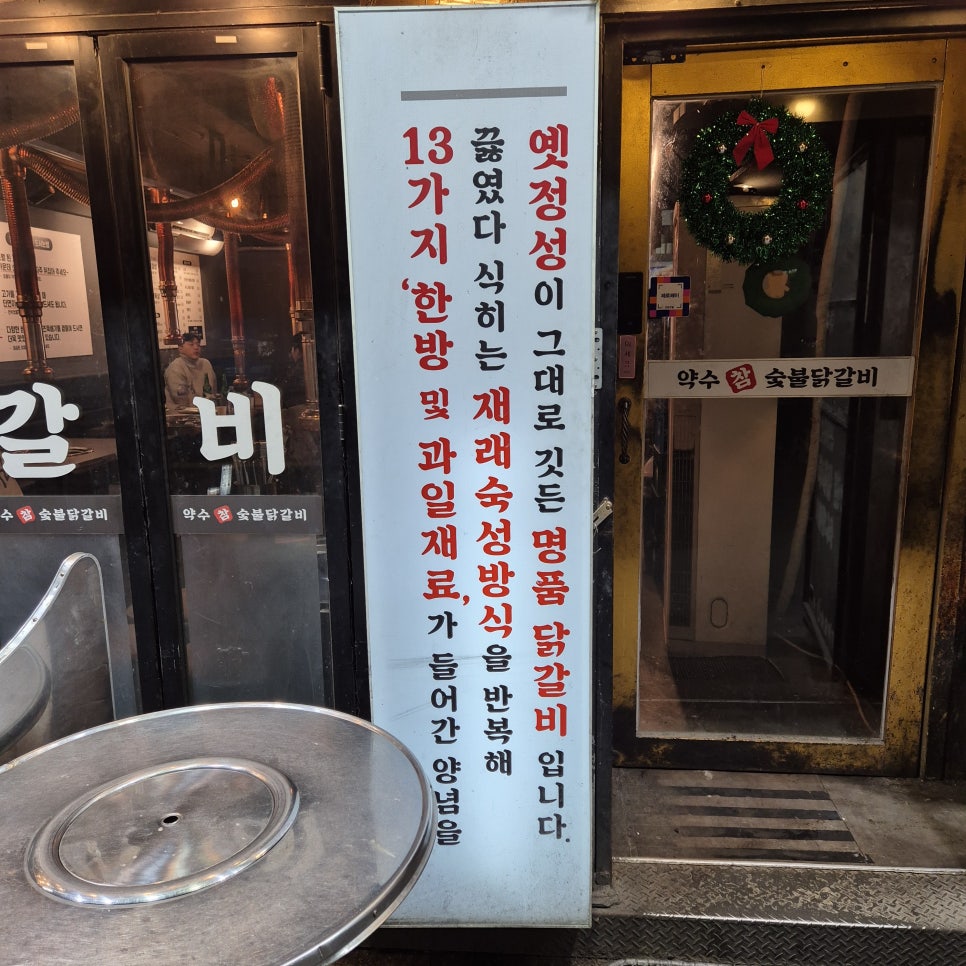 13가지 '한방 및 과일재료,가 들어간 양념을
끓였다 식히는 재래숙성방식을 반복해
옛정성이 그대로 깃든 명품 닭갈비 입니다.
갈비
수 참 숯불닭갈비
약수 참 숯불닭갈비
제로페이
약수 참 숯불닭갈비